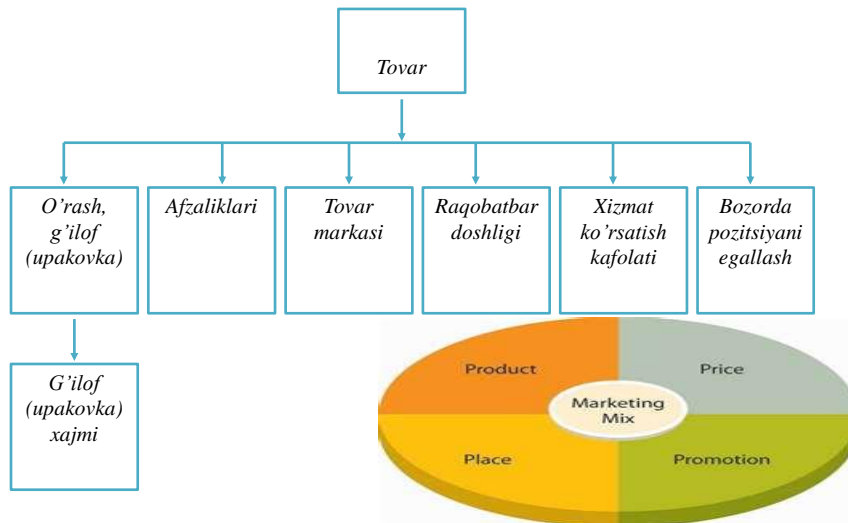 Tovar
O'rash,
g'ilof
(upakovka)
Afzaliklari
Tovar
markasi
Raqobatbar
doshligi
Xizmat
ko'rsatish
kafolati
Bozorda
pozitsiyani
egallash
G'ilof
(upakovka)
xajmi
Product
Price
Marketing
Mix
Place
Promotion